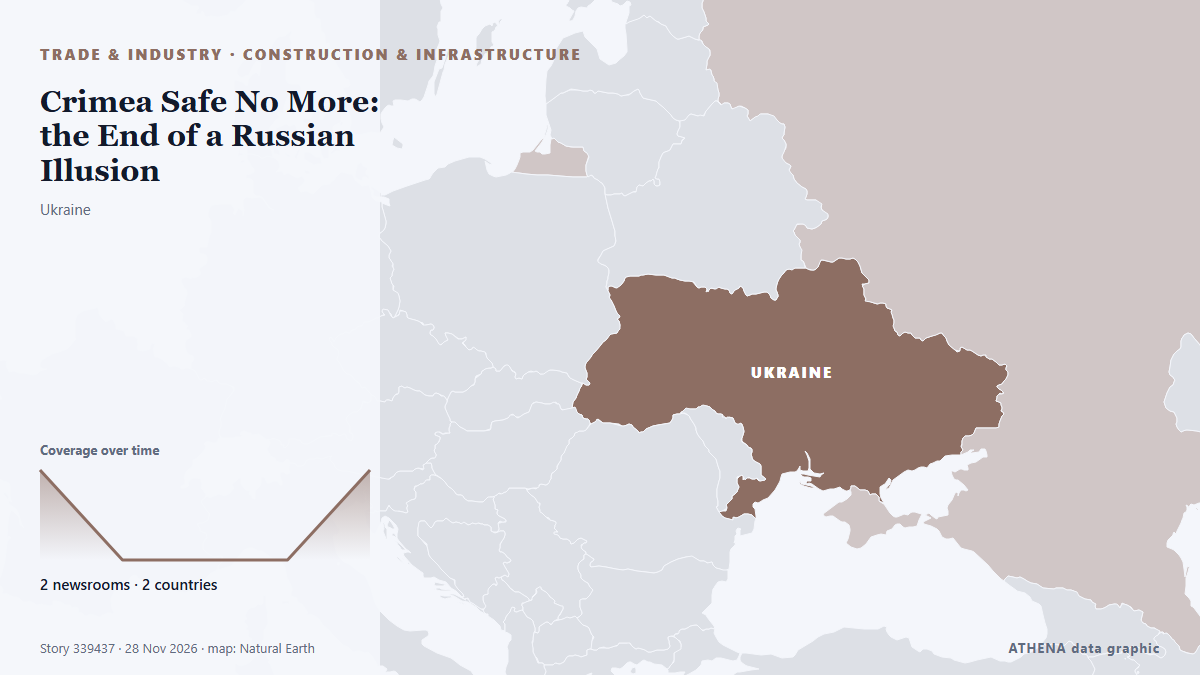 TRADE & INDUSTRY · CONSTRUCTION & INFRASTRUCTURE
Crimea Safe No More:
the End of a Russian
Illusion
Ukraine
UKRAINE
Coverage over time
2 newsrooms · 2 countries
Story 339437 · 28 Nov 2026 · map: Natural Earth
ATHENA data graphic